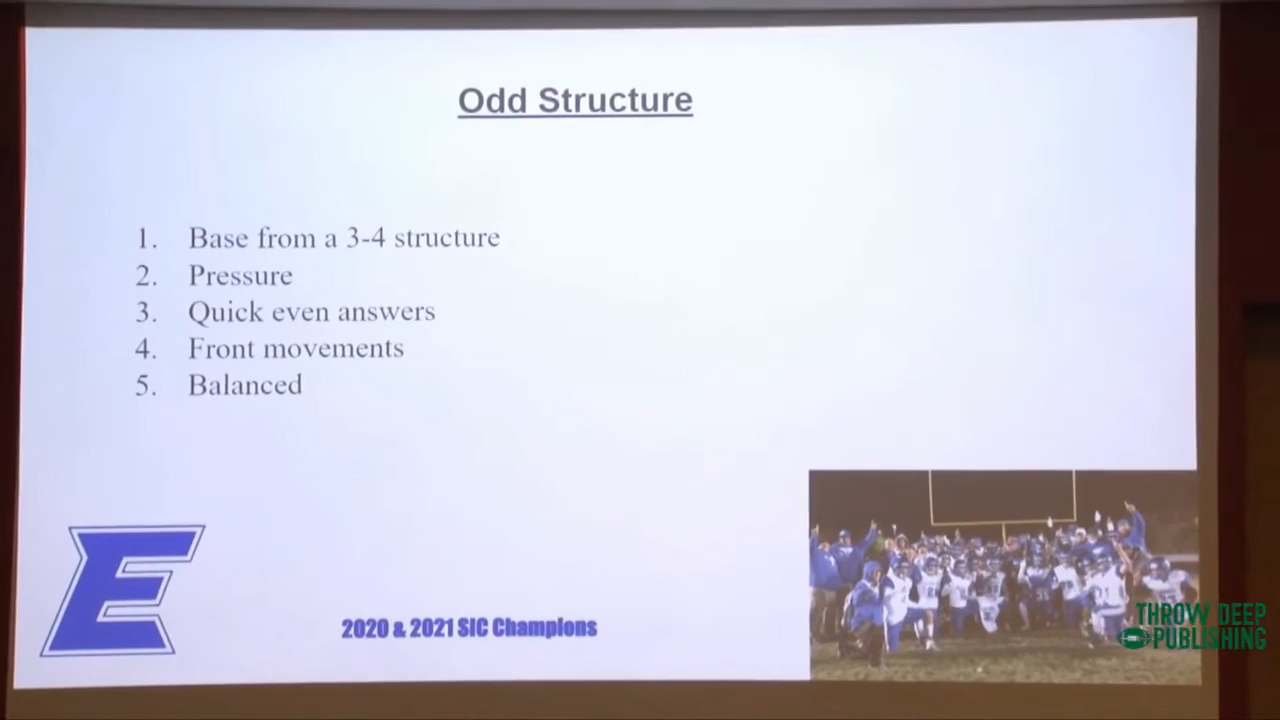 Odd Structure
1. Base from a 3-4 structure
2. Pressure
3. Quick even answers
4. Front movements
5. Balanced
E
2020 & 2021 SIC Champions
THROW DEEP
PUBLISHING